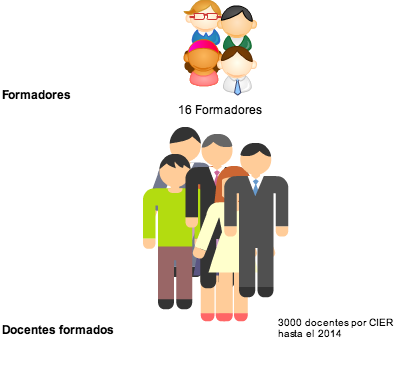 Formadores
16 Formadores
Docentes formados
3000 docentes por CIER
hasta el 2014